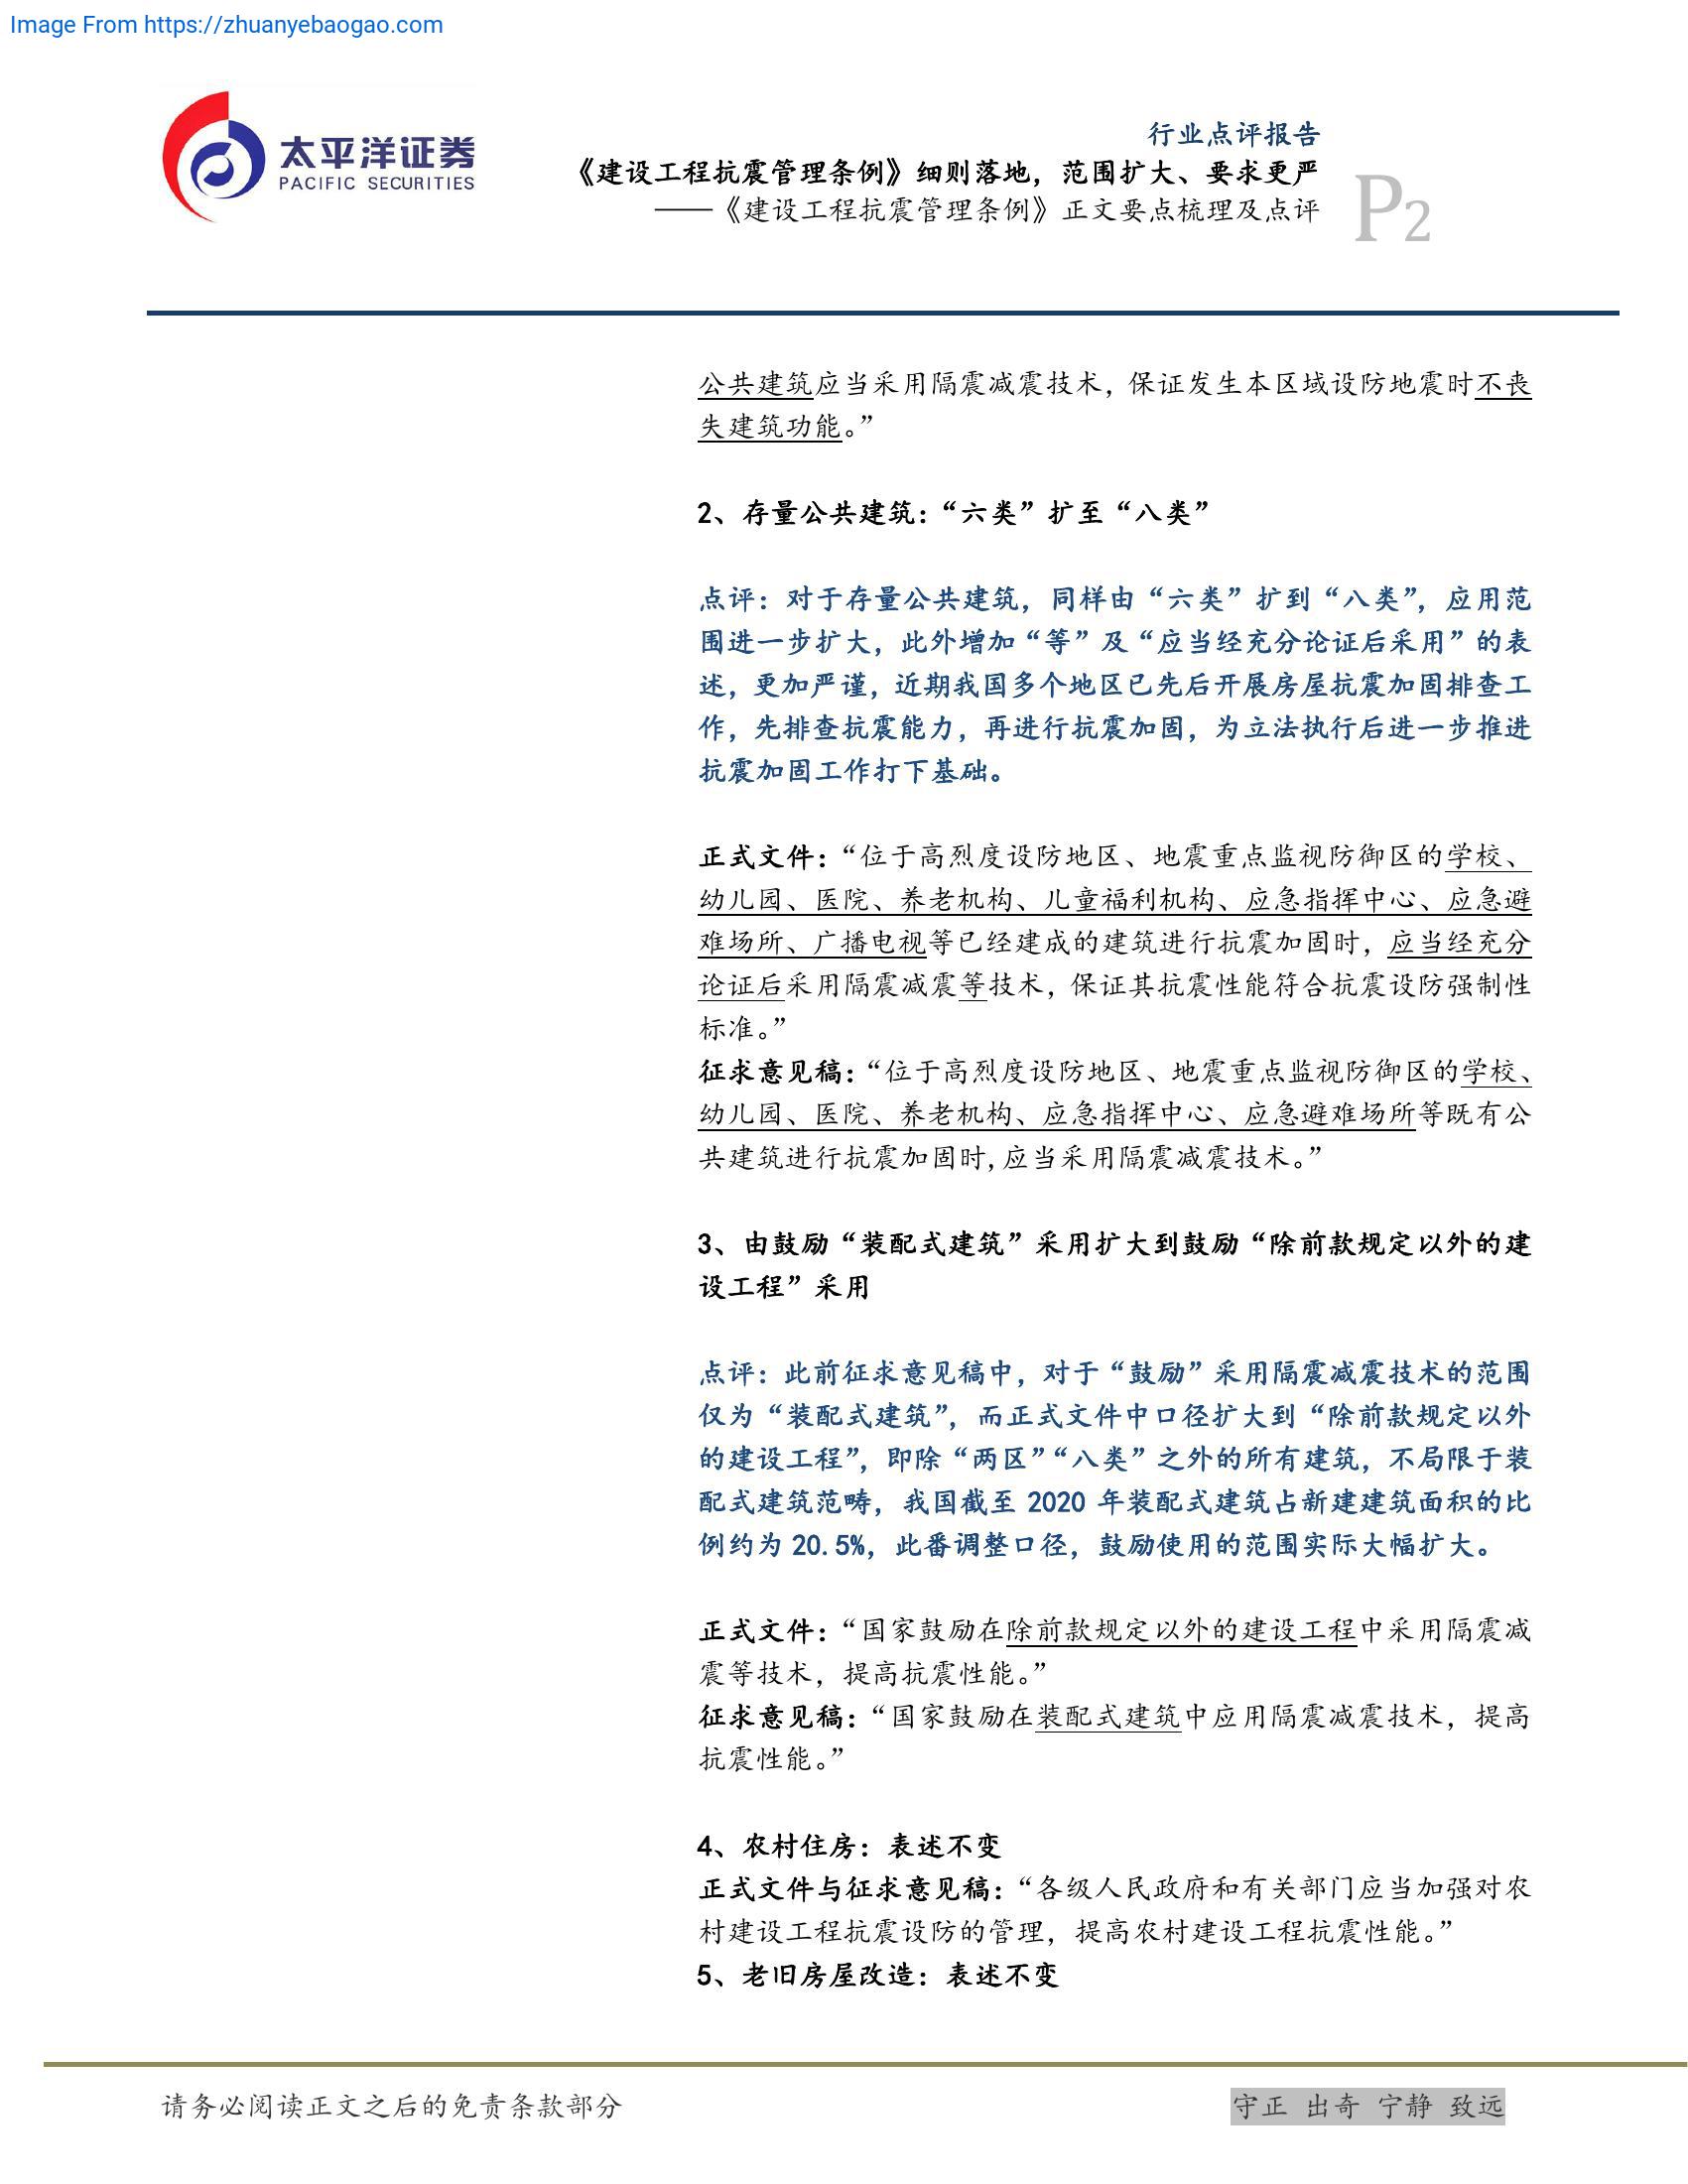 Image From https://zhuanyebaogao.com
太平洋证券
PACIFIC SECURITIES
行业点评报告
《建设工程抗震管理条例》细则落地，范围扩大、要求更严
——《建设工程抗震管理条例》正文要点梳理及点评
P2
公共建筑应当采用隔震减震技术，保证发生本区域设防地震时不丧
失建筑功能。”
2、存量公共建筑：“六类”扩至“八类”
点评：对于存量公共建筑，同样由“六类”扩到“八类”，应用范
围进一步扩大，此外增加“等”及“应当经充分论证后采用”的表
述，更加严谨，近期我国多个地区已先后开展房屋抗震加固排查工
作，先排查抗震能力，再进行抗震加固，为立法执行后进一步推进
抗震加固工作打下基础。
正式文件：“位于高烈度设防地区、地震重点监视防御区的学校、
幼儿园、医院、养老机构、儿童福利机构、应急指挥中心、应急避
难场所、广播电视等已经建成的建筑进行抗震加固时，应当经充分
论证后采用隔震减震等技术，保证其抗震性能符合抗震设防强制性
标准。”
征求意见稿：“位于高烈度设防地区、地震重点监视防御区的学校、
幼儿园、医院、养老机构、应急指挥中心、应急避难场所等既有公
共建筑进行抗震加固时,应当采用隔震减震技术。”
3、由鼓励“装配式建筑”采用扩大到鼓励“除前款规定以外的建
设工程”采用
点评：此前征求意见稿中，对于“鼓励”采用隔震减震技术的范围
仅为“装配式建筑”，而正式文件中口径扩大到“除前款规定以外
的建设工程”，即除“两区”“八类”之外的所有建筑，不局限于装
配式建筑范畴，我国截至 2020 年装配式建筑占新建建筑面积的比
例约为 20.5%，此番调整口径，鼓励使用的范围实际大幅扩大。
正式文件：“国家鼓励在除前款规定以外的建设工程中采用隔震减
震等技术，提高抗震性能。”
征求意见稿：“国家鼓励在装配式建筑中应用隔震减震技术，提高
抗震性能。”
4、农村住房：表述不变
正式文件与征求意见稿：“各级人民政府和有关部门应当加强对农
村建设工程抗震设防的管理，提高农村建设工程抗震性能。”
5、老旧房屋改造：表述不变
请务必阅读正文之后的免责条款部分
守正 出奇 宁静 致远